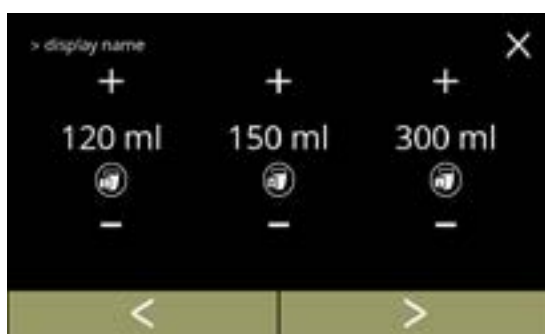 > display name
+ + +
120 ml 150 ml 300 ml
- - -
< >